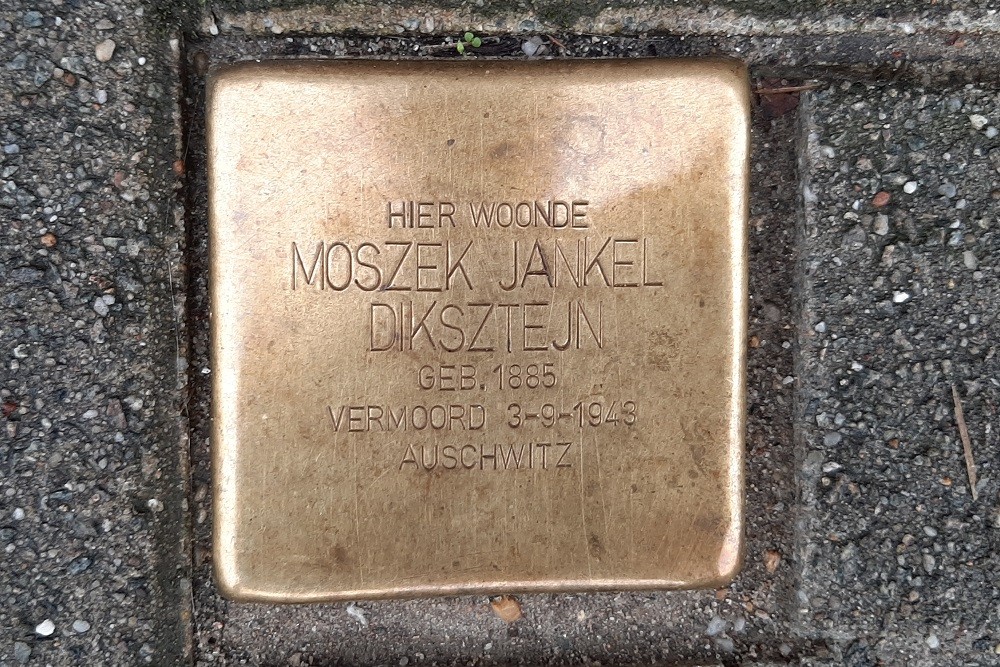 HIER WOONDE
MOSZEK JANKEL
DIKSZTEJN
GEB. 1885
VERMOORD 3-9-1943
AUSCHWITZ